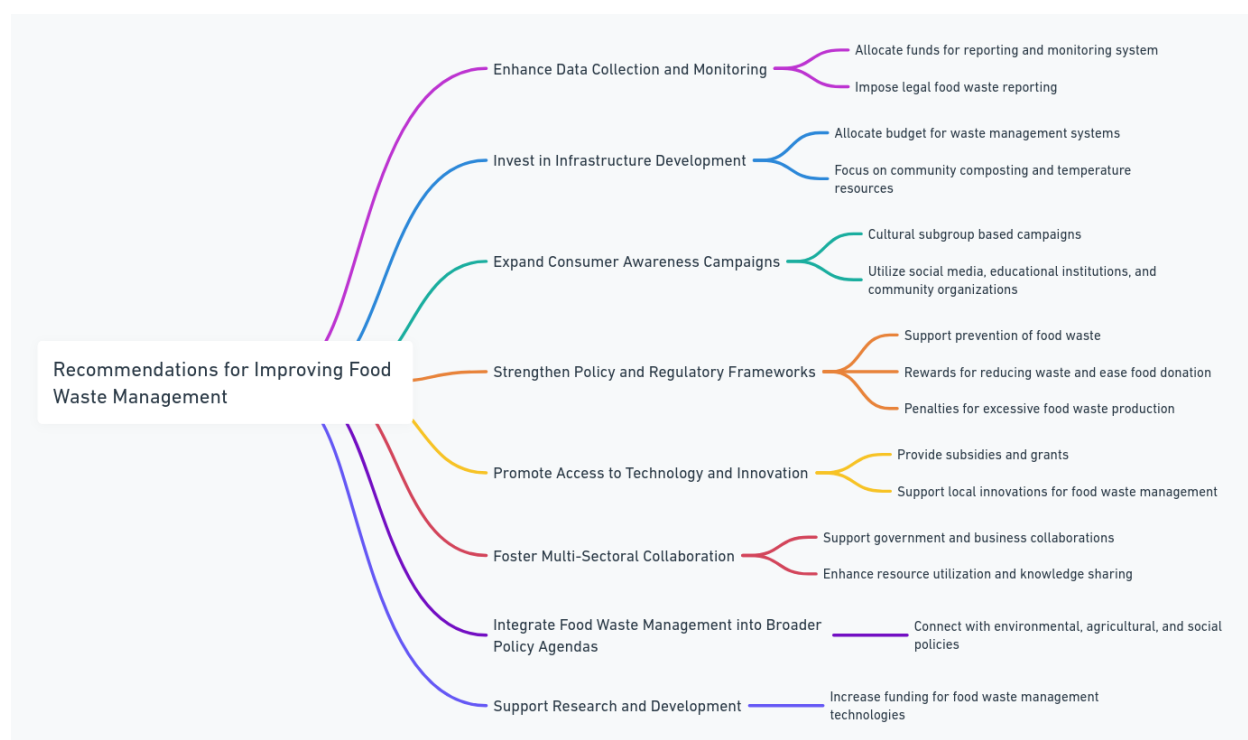 Recommendations for Improving Food
Waste Management
Enhance Data Collection and Monitoring
Allocate funds for reporting and monitoring system
Impose legal food waste reporting
Invest in Infrastructure Development
Allocate budget for waste management systems
Focus on community composting and temperature
resources
Expand Consumer Awareness Campaigns
Cultural subgroup based campaigns
Utilize social media, educational institutions, and
community organizations
Strengthen Policy and Regulatory Frameworks
Support prevention of food waste
Rewards for reducing waste and ease food donation
Penalties for excessive food waste production
Promote Access to Technology and Innovation
Provide subsidies and grants
Support local innovations for food waste management
Foster Multi-Sectoral Collaboration
Support government and business collaborations
Enhance resource utilization and knowledge sharing
Integrate Food Waste Management into Broader
Policy Agendas
Connect with environmental, agricultural, and social
policies
Support Research and Development
Increase funding for food waste management
technologies